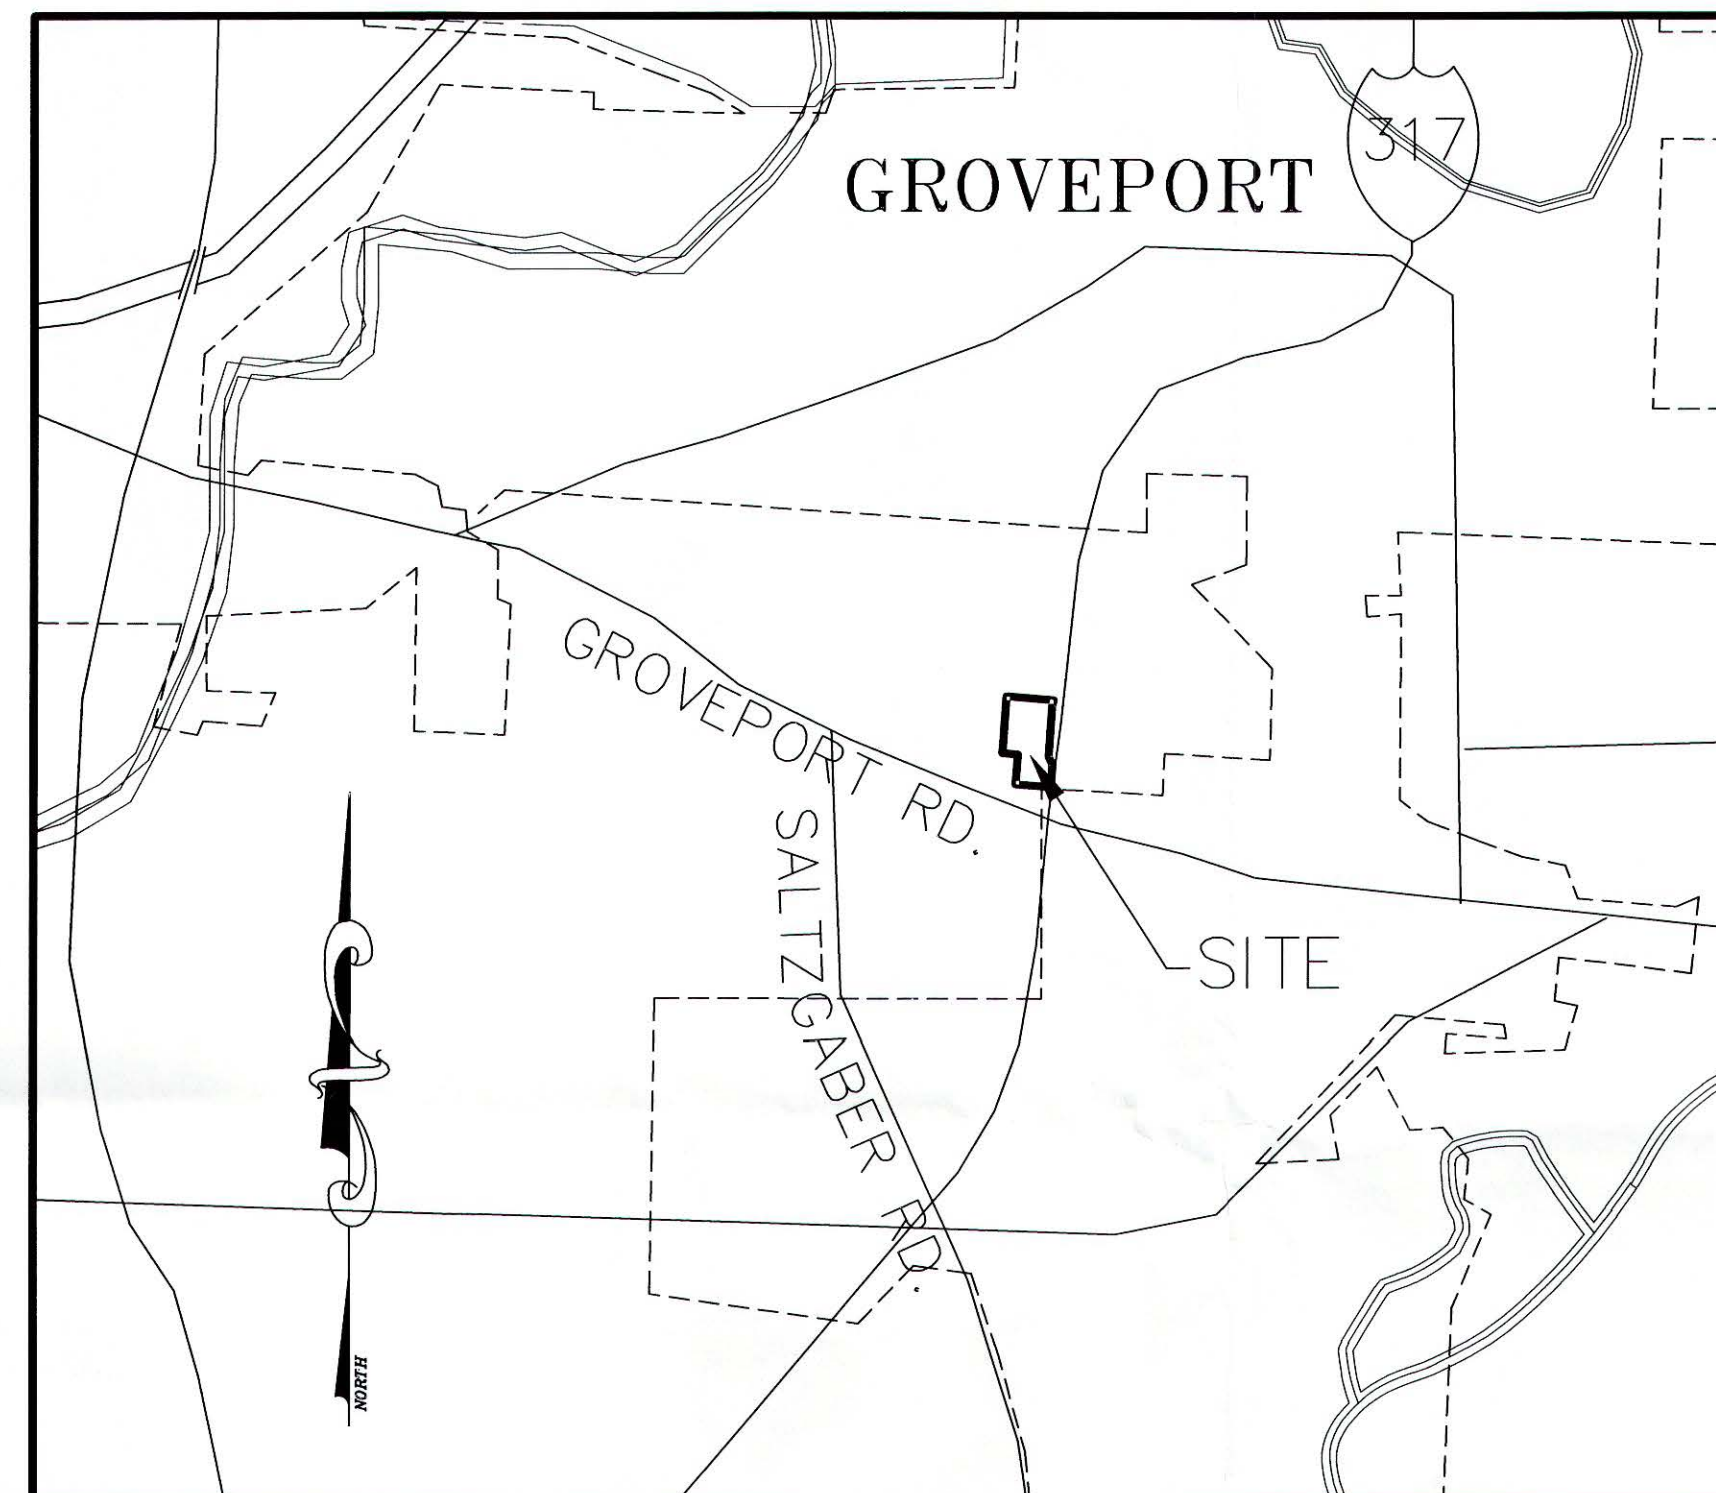 317
GROVEPORT
GROVEPORT RD.
SALTZGABER RD.
SITE
NORTH